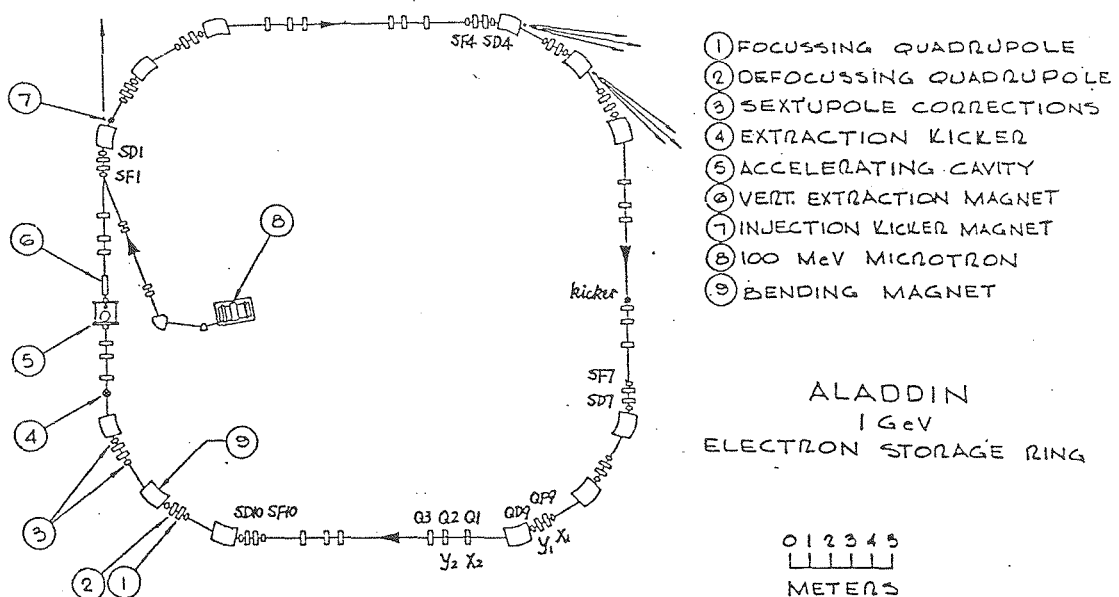 SF4 SD4
① FOCUSSING QUADRUPOLE
② DEFOCUSSING QUADRUPOLE
③ SEXTUPOLE CORRECTIONS
④ EXTRACTION KICKER
⑤ ACCELERATING CAVITY
⑥ VERT. EXTRACTION MAGNET
⑦ INJECTION KICKER MAGNET
⑧ 100 MeV MICROTRON
⑨ BENDING MAGNET
7
SD1
SF1
8
6
kicker
5
SF7
SD7
4
9
ALADDIN
1 GeV
ELECTRON STORAGE RING
3
SD10 SF10
Q3 Q2 Q1
QD9 QF9
Y2 X2
Y1 X1
2
1
0 1 2 3 4 5
METERS